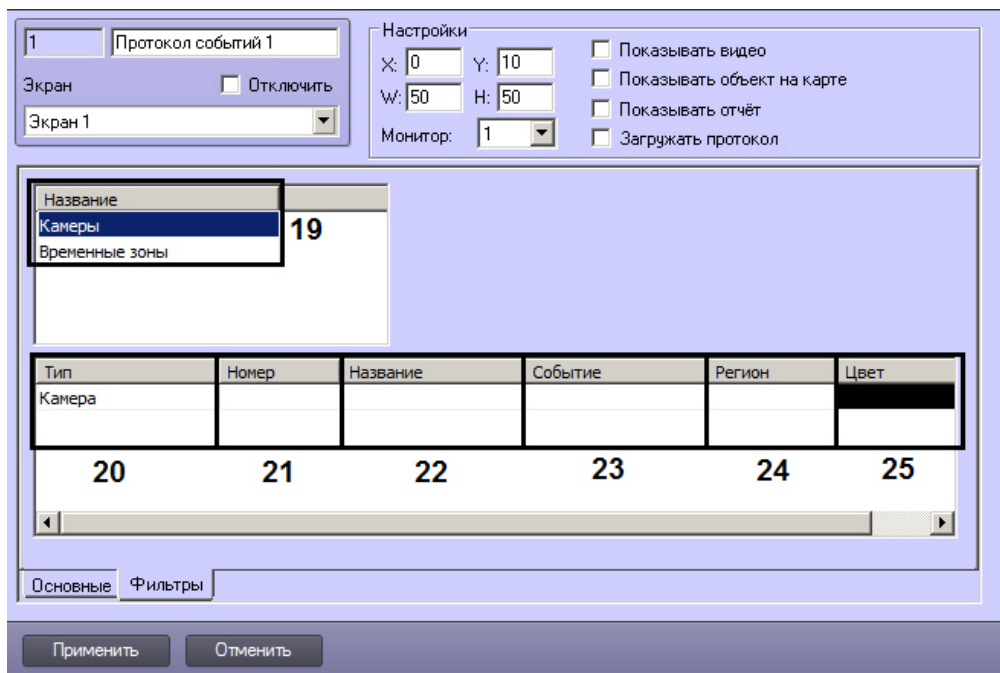 1
Протокол событий 1
Экран
Отключить
Экран 1
Настройки
X: 0 Y: 10
W: 50 H: 50
Монитор: 1
Показывать видео
Показывать объект на карте
Показывать отчёт
Загружать протокол
Название
Камеры
Временные зоны
19
Тип Номер Название Событие Регион Цвет
Камера
20 21 22 23 24 25
Основные Фильтры
Применить Отменить